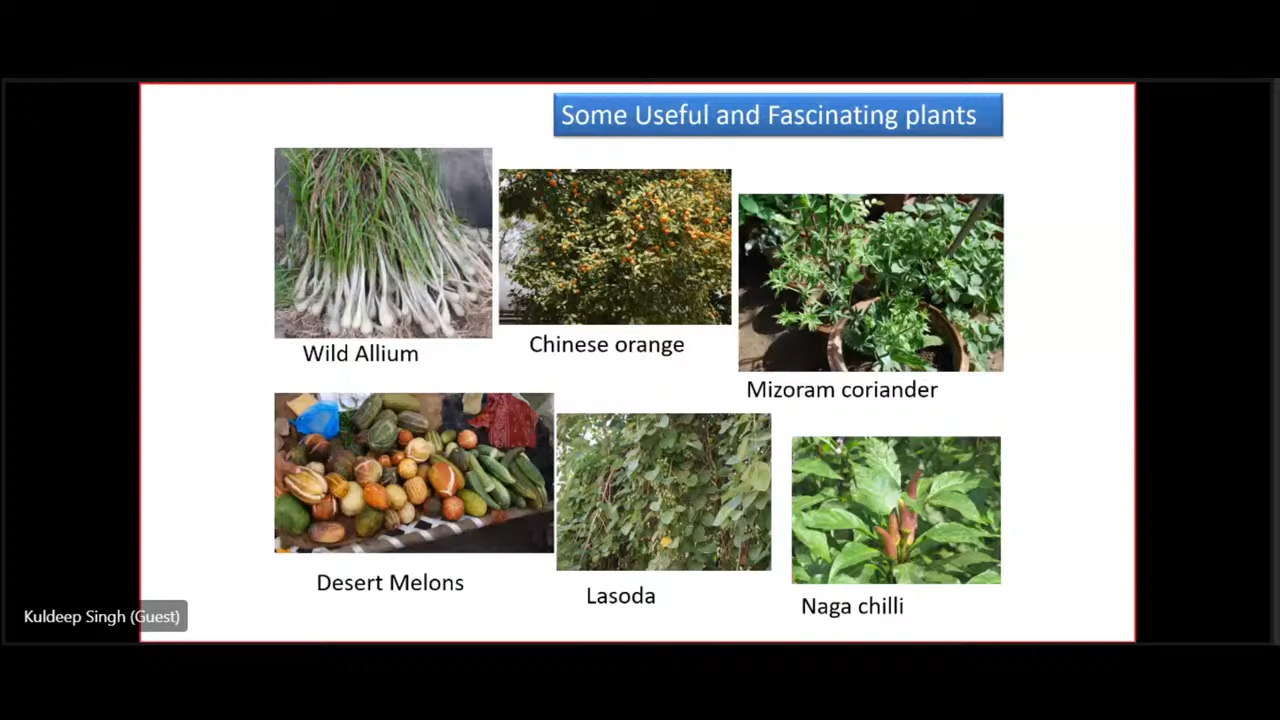 Some Useful and Fascinating plants
Wild Allium
Chinese orange
Mizoram coriander
Desert Melons
Lasoda
Naga chilli
Kuldeep Singh (Guest)